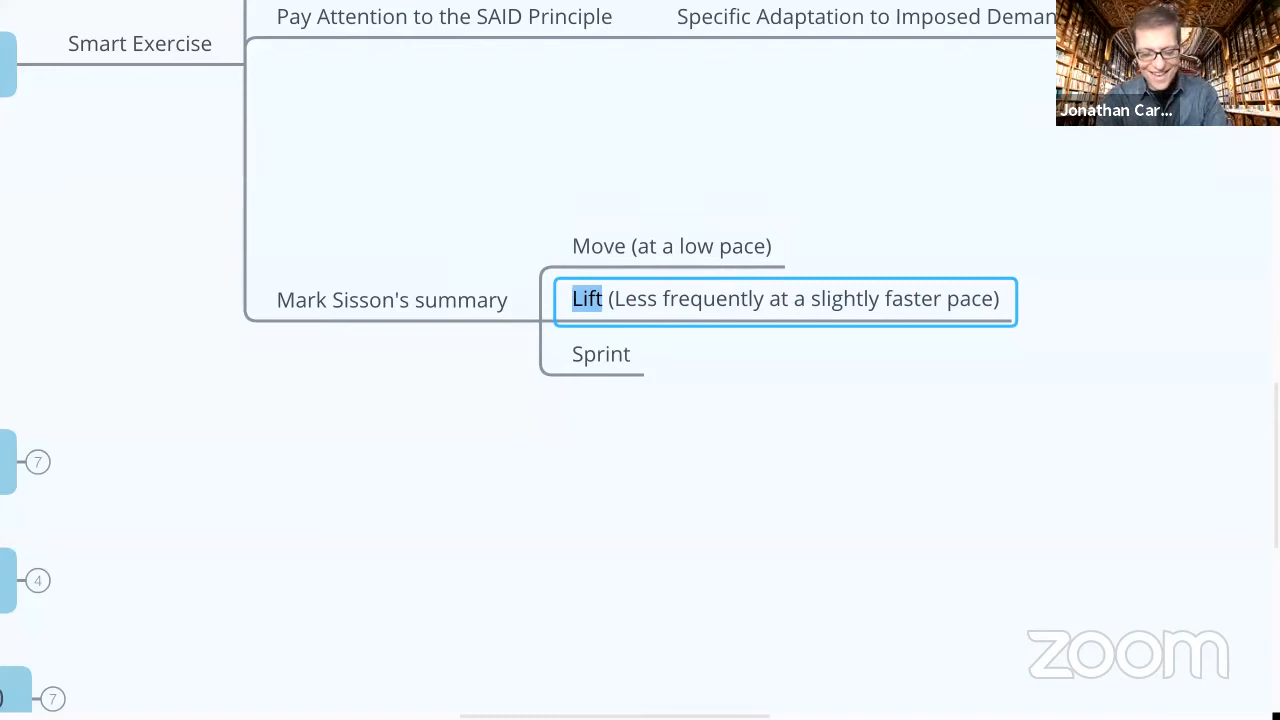 Pay Attention to the SAID Principle
Specific Adaptation to Imposed Deman
Smart Exercise
Jonathan Car...
Move (at a low pace)
Mark Sisson's summary
Lift (Less frequently at a slightly faster pace)
Sprint
7
4
)
7
zoom